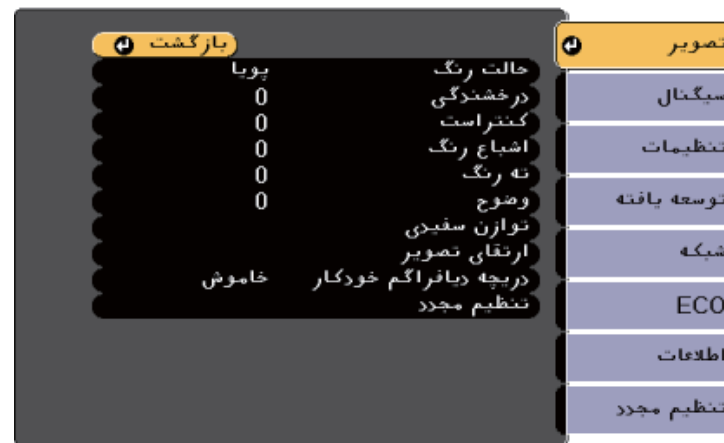 تصویر
سیگنال
تنظیمات
توسعه یافته
شبکه
ECO
اطلاعات
تنظیم مجدد
بازگشت
حالت رنگ پویا
درخشندگی 0
کنتراست 0
اشباع رنگ 0
ته رنگ 0
وضوح 0
توازن سفیدی
ارتقای تصویر
دریچه دیافراگم خودکار خاموش
تنظیم مجدد